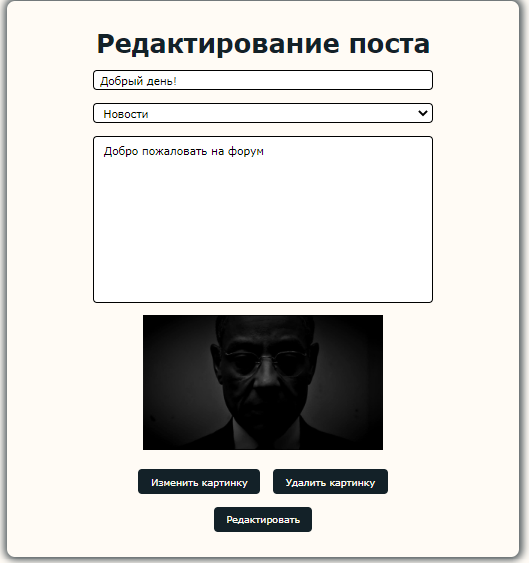 Редактирование поста
Добрый день!
Новости
Добро пожаловать на форум
Изменить картинку
Удалить картинку
Редактировать